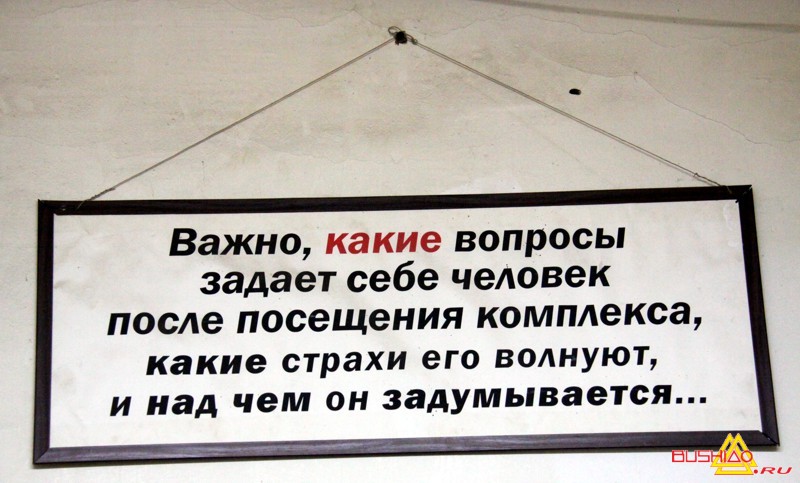 Важно, какие вопросы
задает себе человек
после посещения комплекса,
какие страхи его волнуют,
и над чем он задумывается...
BUSHIDO
.RU